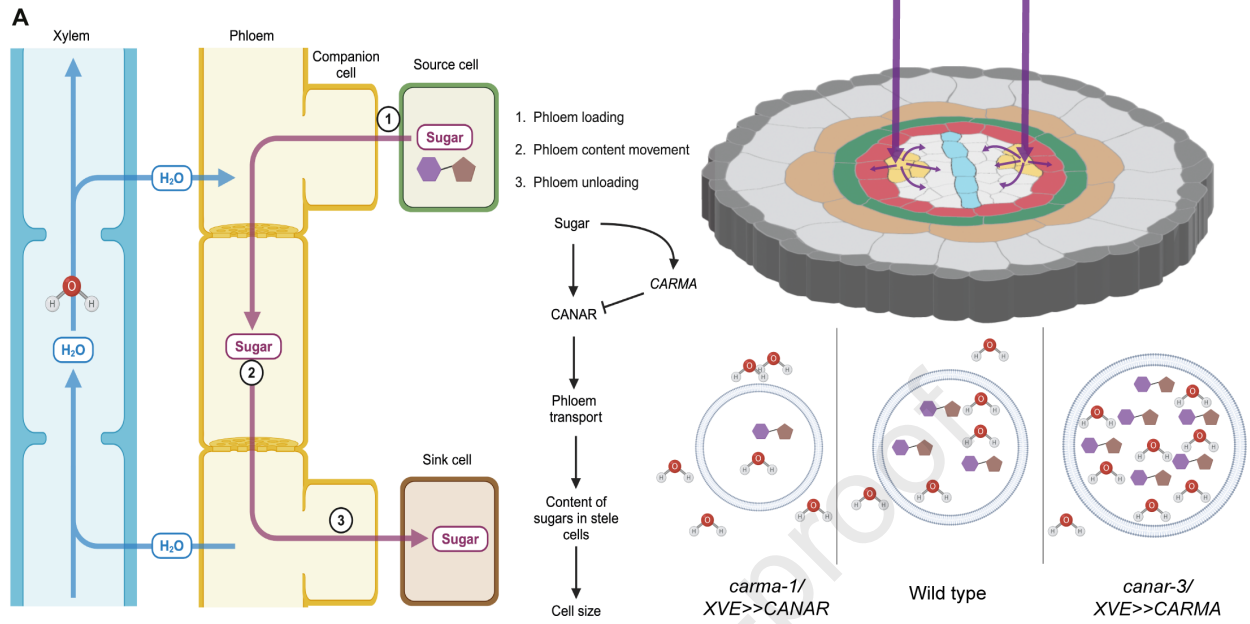 A
Xylem
Phloem
Companion
cell
Source cell
1
Sugar
H₂O
1. Phloem loading
2. Phloem content movement
3. Phloem unloading
Sugar
CARMA
CANAR
O
H
H
H₂O
Sugar
2
Phloem
transport
Sink cell
Content of
sugars in stele
cells
3
Sugar
H₂O
Cell size
O
H
H
O
H
H
O
H
H
O
H
H
O
H
H
O
H
H
O
H
H
O
H
H
O
H
H
O
H
H
O
H
H
O
H
H
O
H
H
O
H
H
O
H
H
O
H
H
O
H
H
O
H
H
O
H
H
carma-1/
XVE>>CANAR
Wild type
canar-3/
XVE>>CARMA
proof